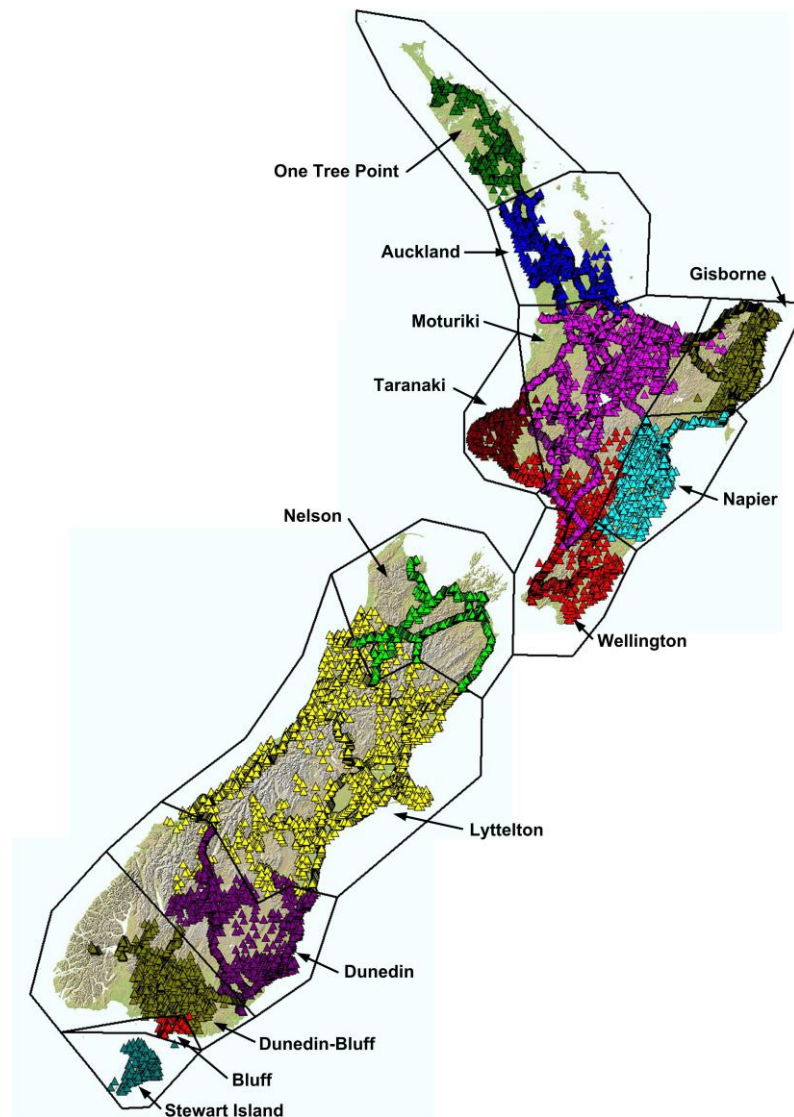 One Tree Point
Auckland
Gisborne
Moturiki
Taranaki
Napier
Nelson
Wellington
Lyttelton
Dunedin
Dunedin-Bluff
Bluff
Stewart Island